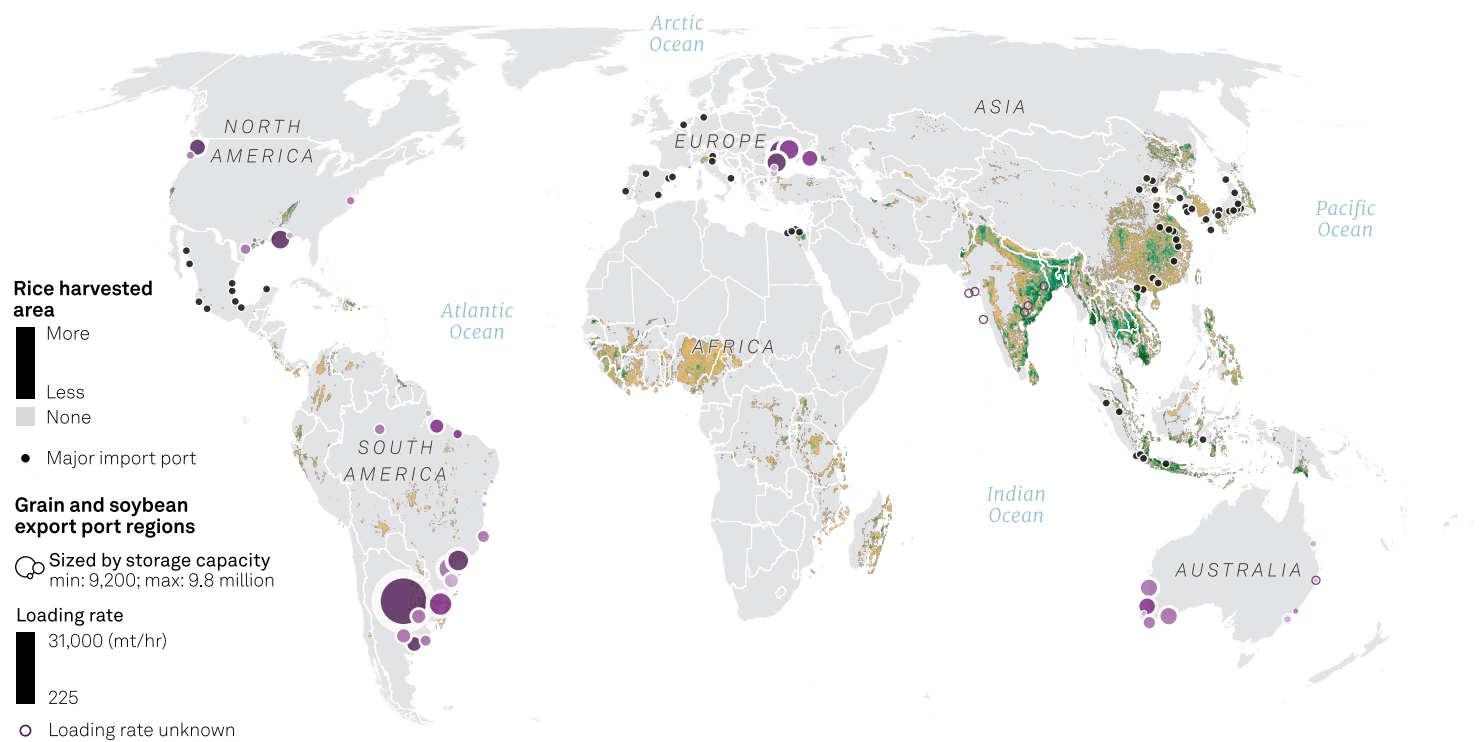 Arctic
Ocean
ASIA
NORTH
AMERICA
EUROPE
Pacific
Ocean
Atlantic
Ocean
AFRICA
SOUTH
AMERICA
Indian
Ocean
AUSTRALIA
Rice harvested
area
More
Less
None
Major import port
Grain and soybean
export port regions
Sized by storage capacity
min: 9,200; max: 9.8 million
Loading rate
31,000 (mt/hr)
225
Loading rate unknown